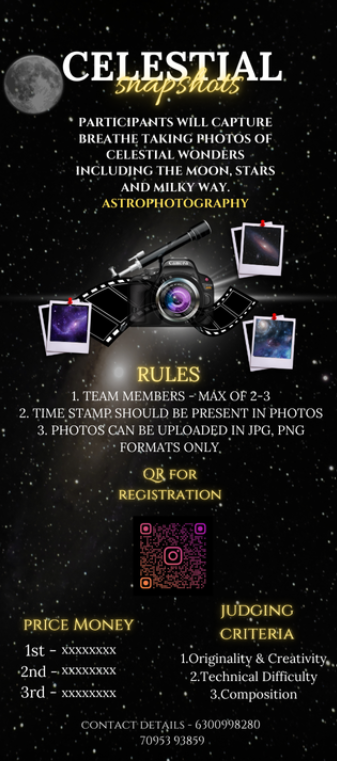 CELESTIAL
snapshots
PARTICIPANTS WILL CAPTURE
BREATHE TAKING PHOTOS OF
CELESTIAL WONDERS
INCLUDING THE MOON, STARS
AND MILKY WAY.
ASTROPHOTOGRAPHY
Canon
RULES
1. TEAM MEMBERS - MAX OF 2-3
2. TIME STAMP SHOULD BE PRESENT IN PHOTOS
3. PHOTOS CAN BE UPLOADED IN JPG, PNG
FORMATS ONLY
QR FOR
REGISTRATION
PRICE MONEY
1st - xxxxxxxx
2nd - xxxxxxxx
3rd - xxxxxxxx
JUDGING
CRITERIA
1.Originality & Creativity
2.Technical Difficulty
3.Composition
CONTACT DETAILS - 6300998280
70953 93859